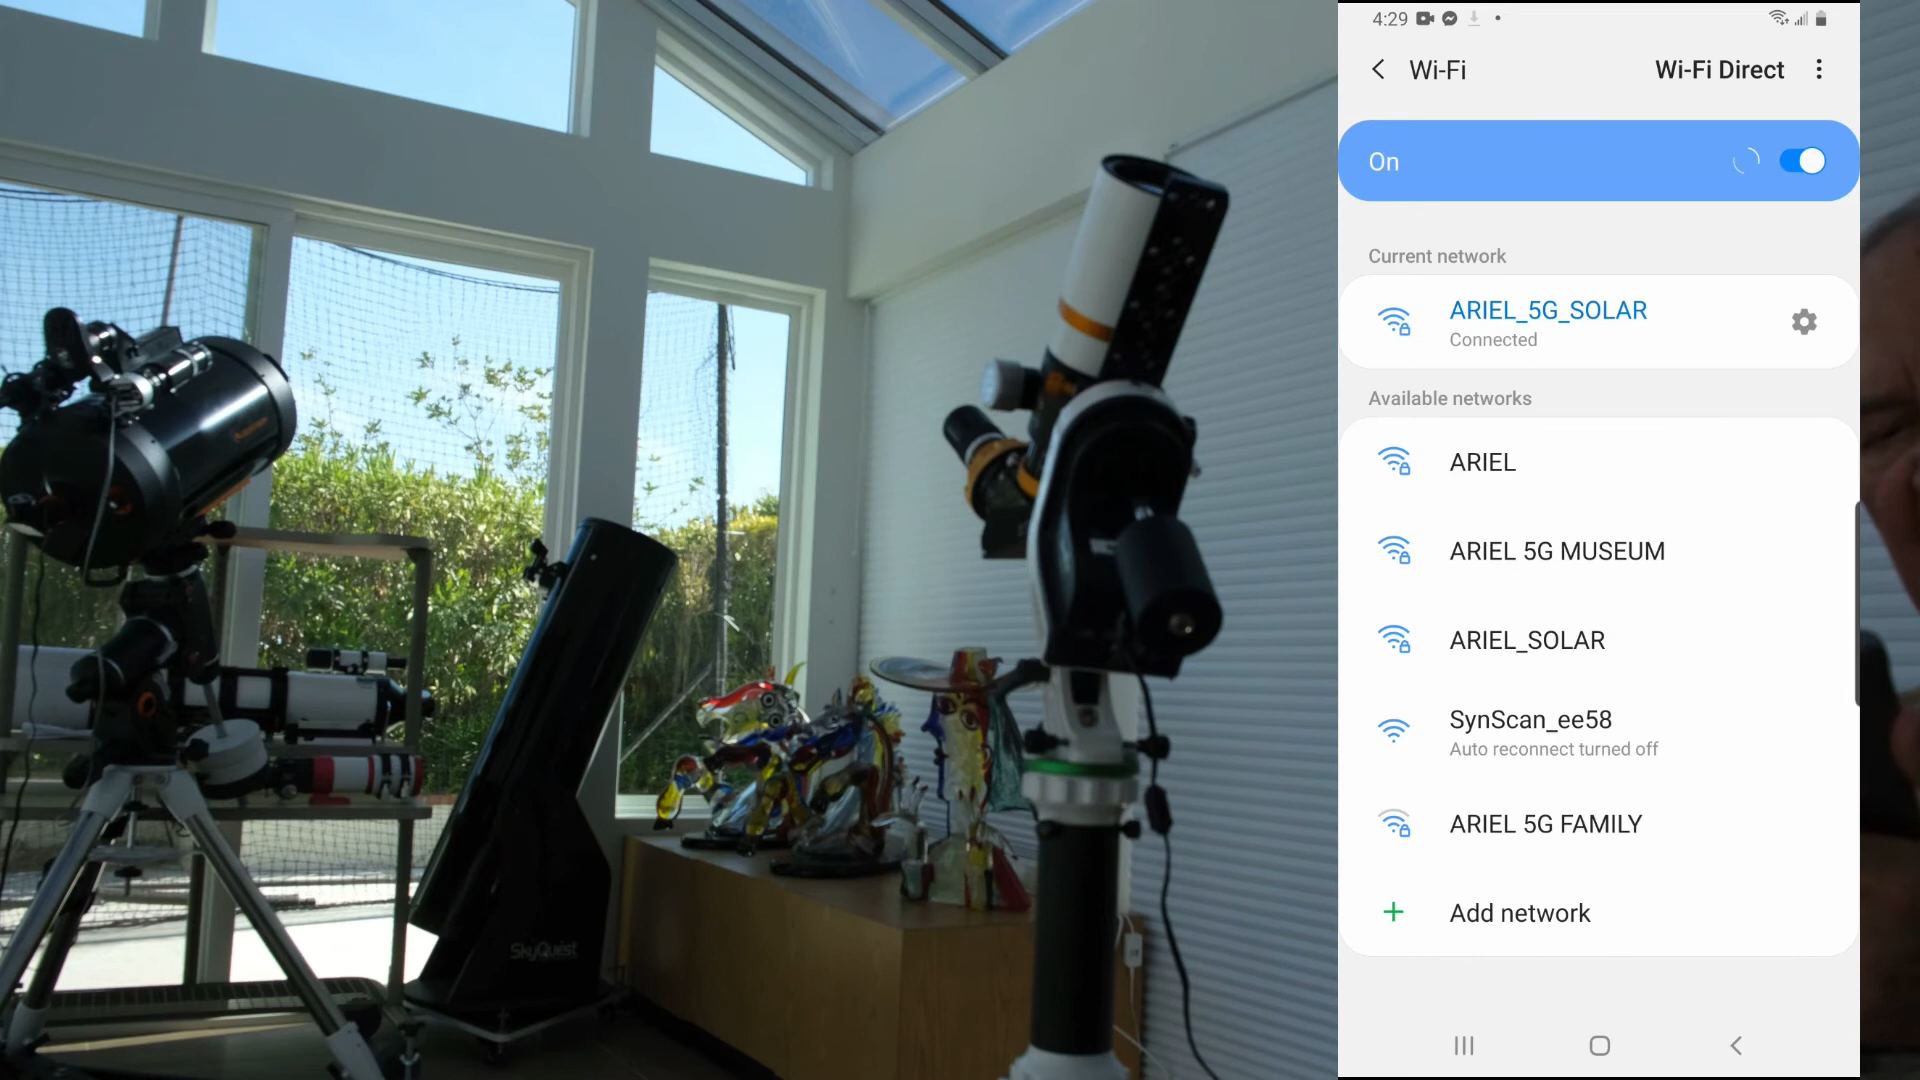 4:29
Wi-Fi
Wi-Fi Direct
On
Current network
ARIEL_5G_SOLAR
Connected
Available networks
ARIEL
ARIEL 5G MUSEUM
ARIEL_SOLAR
SynScan_ee58
Auto reconnect turned off
ARIEL 5G FAMILY
Add network
SkyQuest